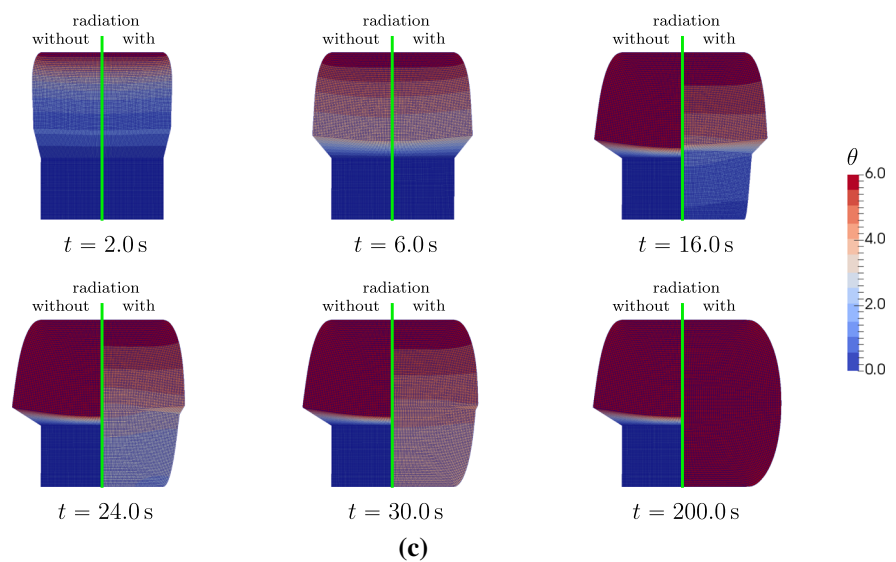 radiation radiation radiation
without with without with without with
θ
6.0
4.0
2.0
0.0
t = 2.0 s t = 6.0 s t = 16.0 s
radiation radiation radiation
without with without with without with
t = 24.0 s t = 30.0 s t = 200.0 s
(c)